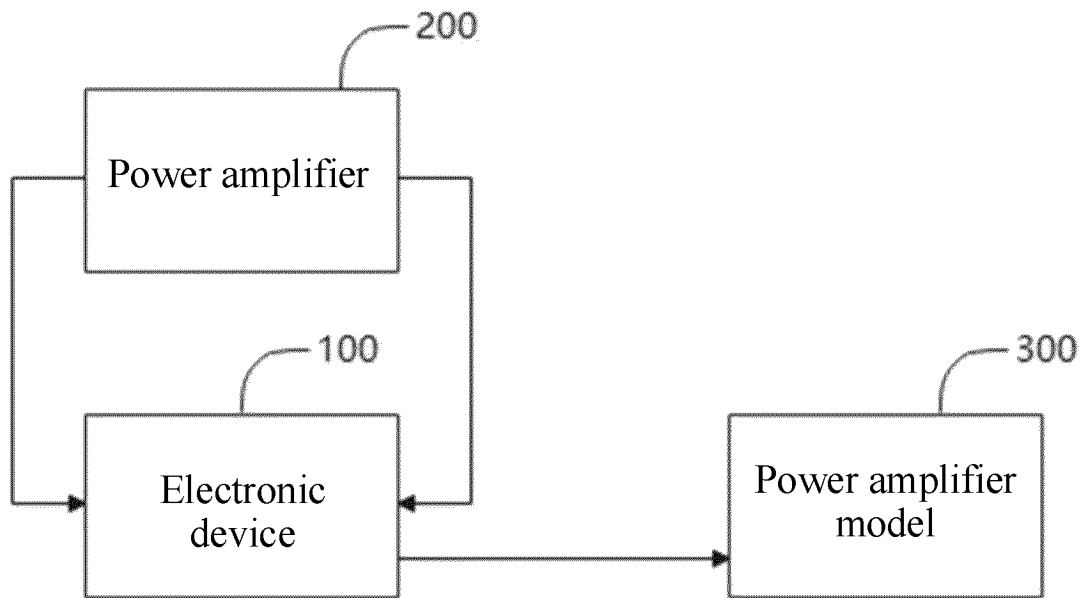 200
Power amplifier
100
300
Electronic
device
Power amplifier
model